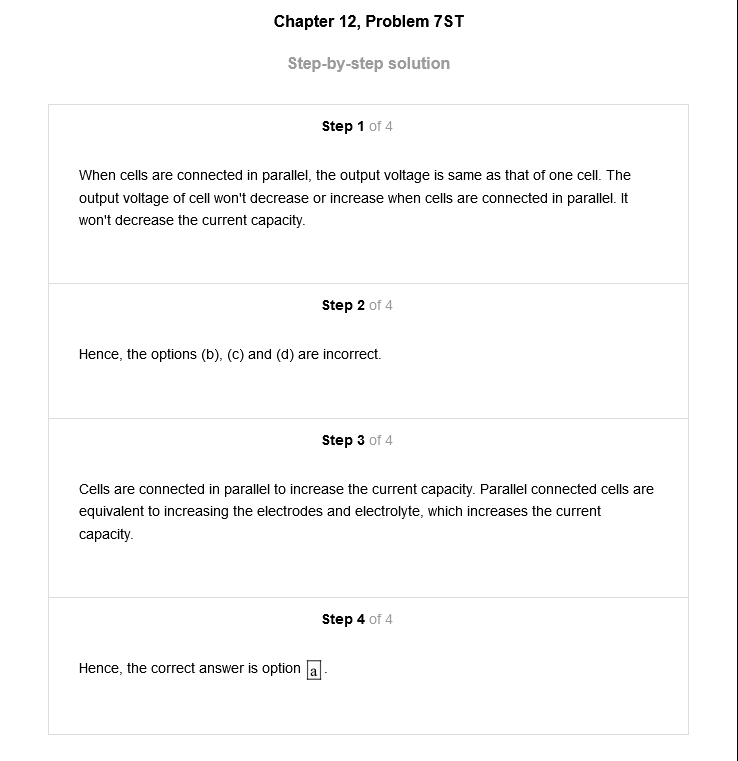 Chapter 12, Problem 7ST
Step-by-step solution
Step 1 of 4
When cells are connected in parallel, the output voltage is same as that of one cell. The
output voltage of cell won't decrease or increase when cells are connected in parallel. It
won't decrease the current capacity.
Step 2 of 4
Hence, the options (b), (c) and (d) are incorrect.
Step 3 of 4
Cells are connected in parallel to increase the current capacity. Parallel connected cells are
equivalent to increasing the electrodes and electrolyte, which increases the current
capacity.
Step 4 of 4
Hence, the correct answer is option a.